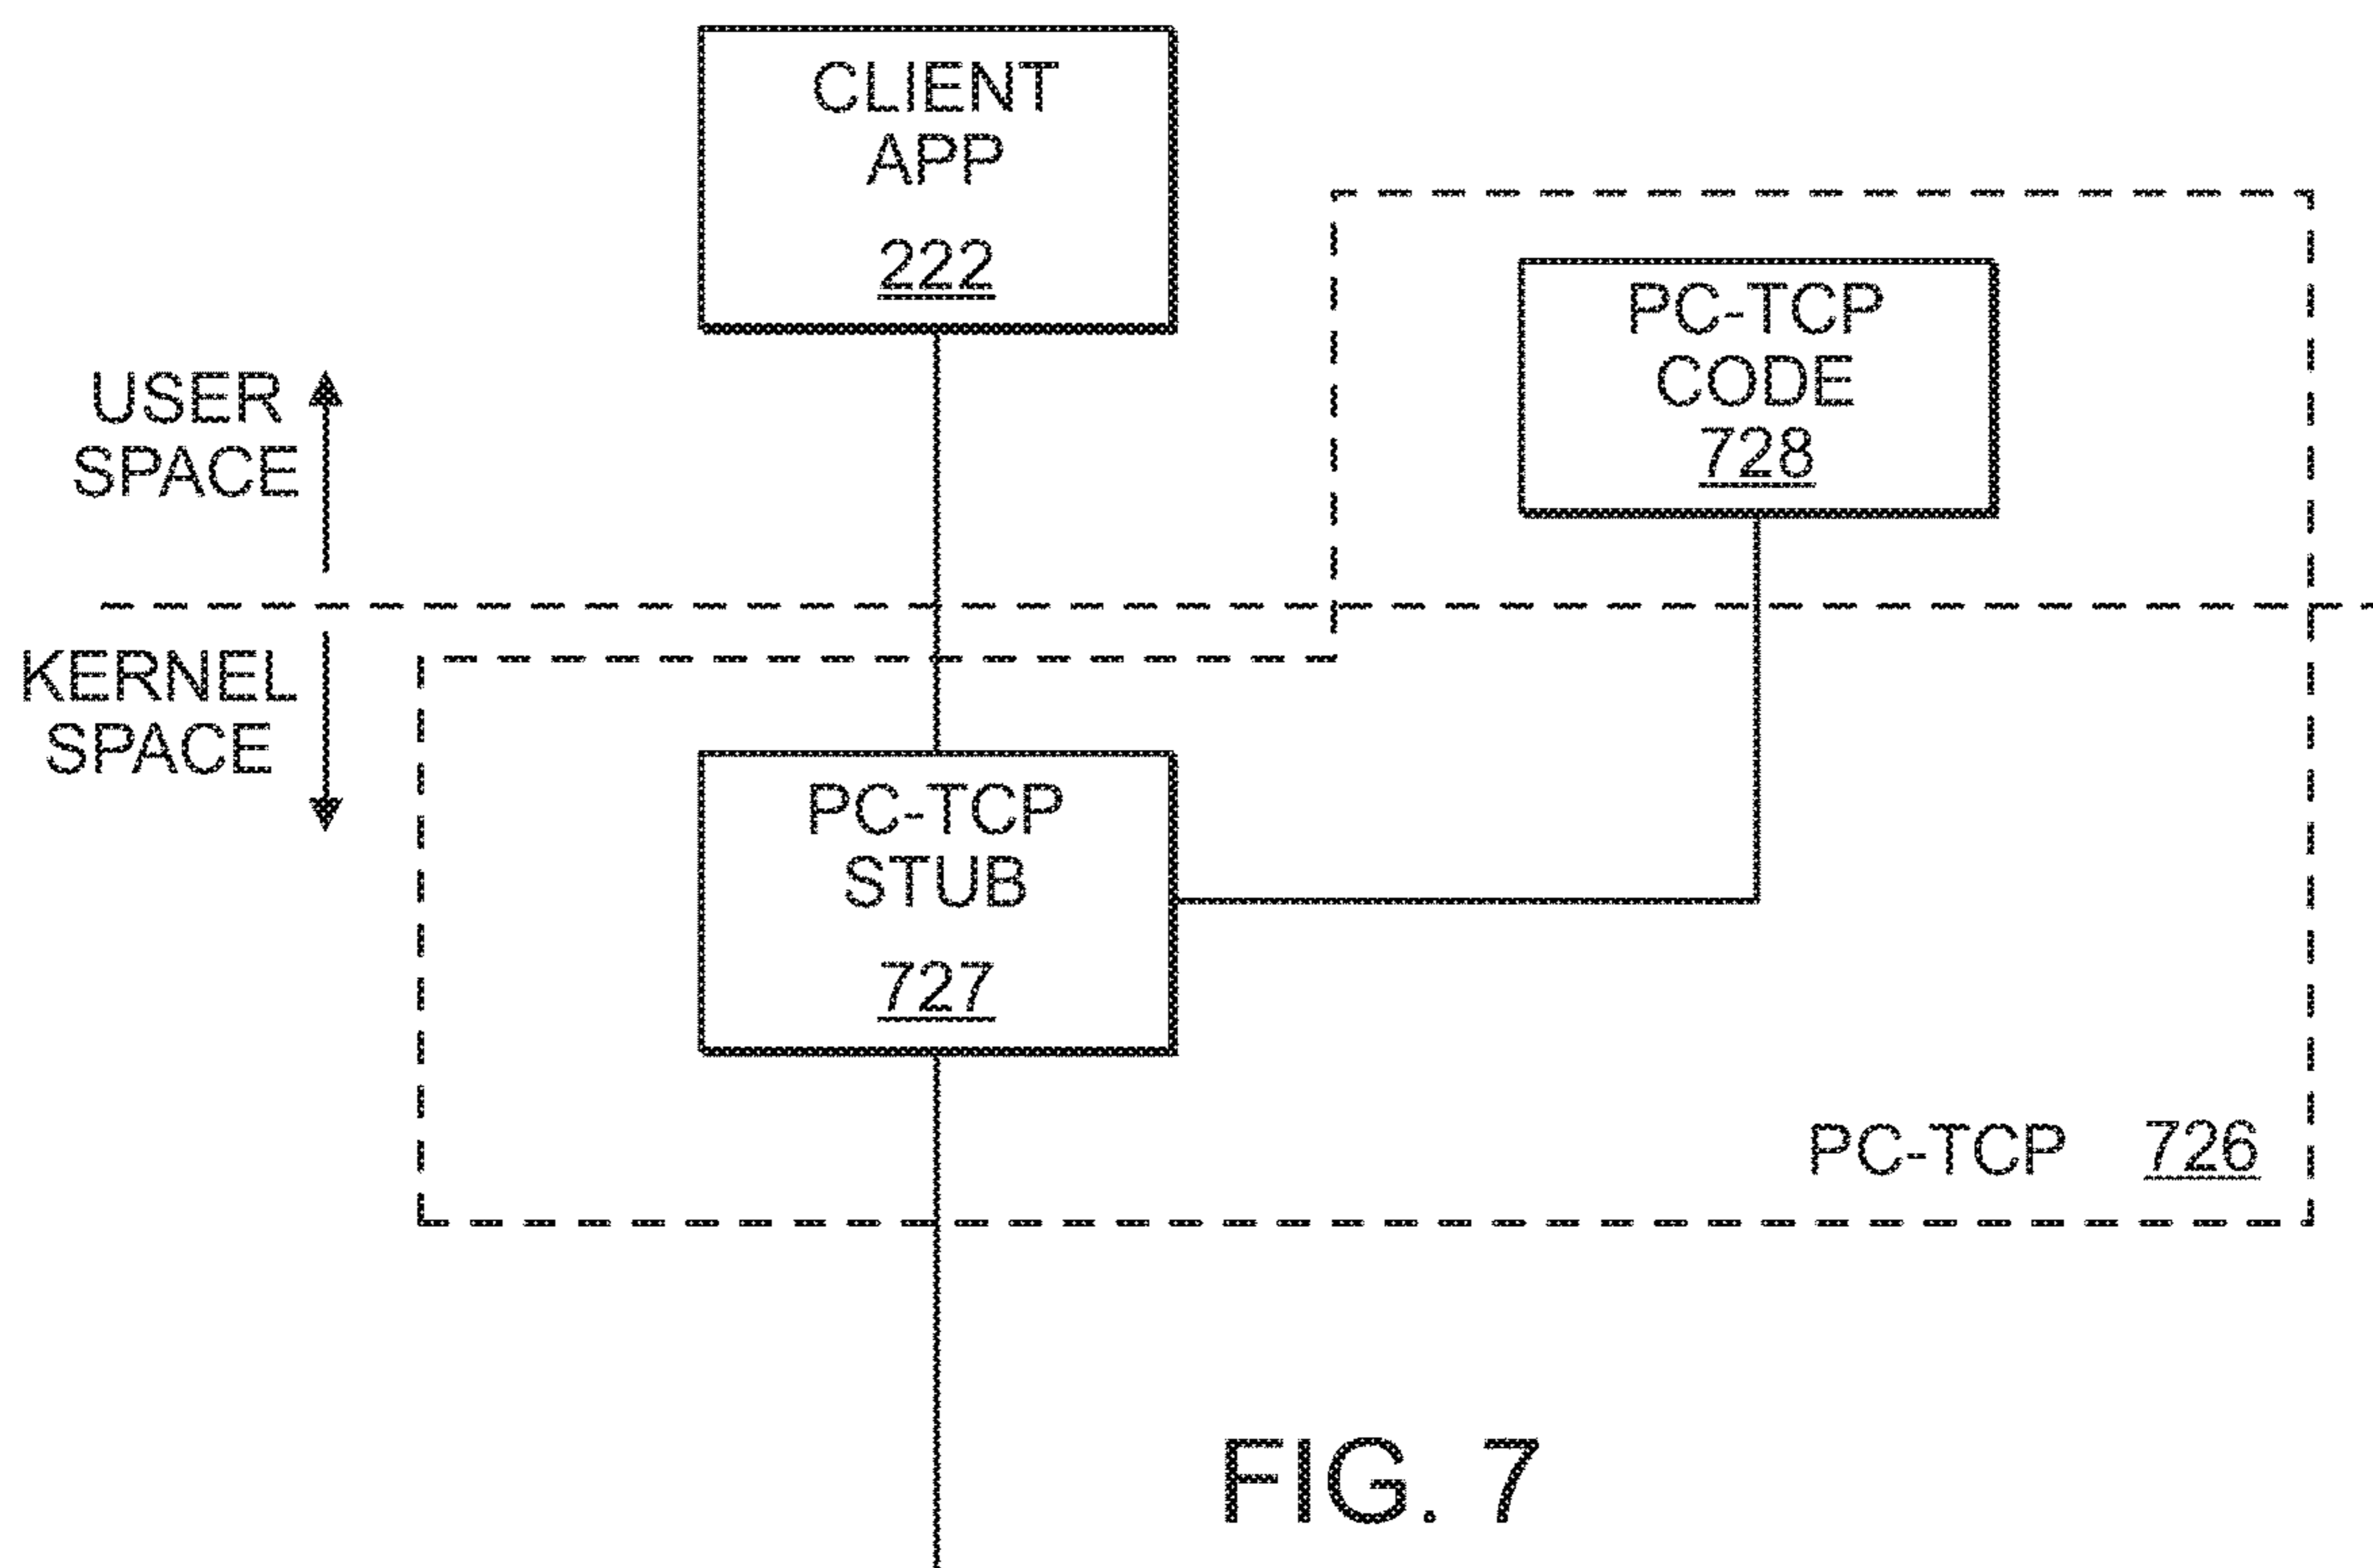 CLIENT
APP
222
PC-TCP
CODE
728
USER
SPACE
KERNEL
SPACE
PC-TCP
STUB
727
PC-TCP 726
FIG. 7